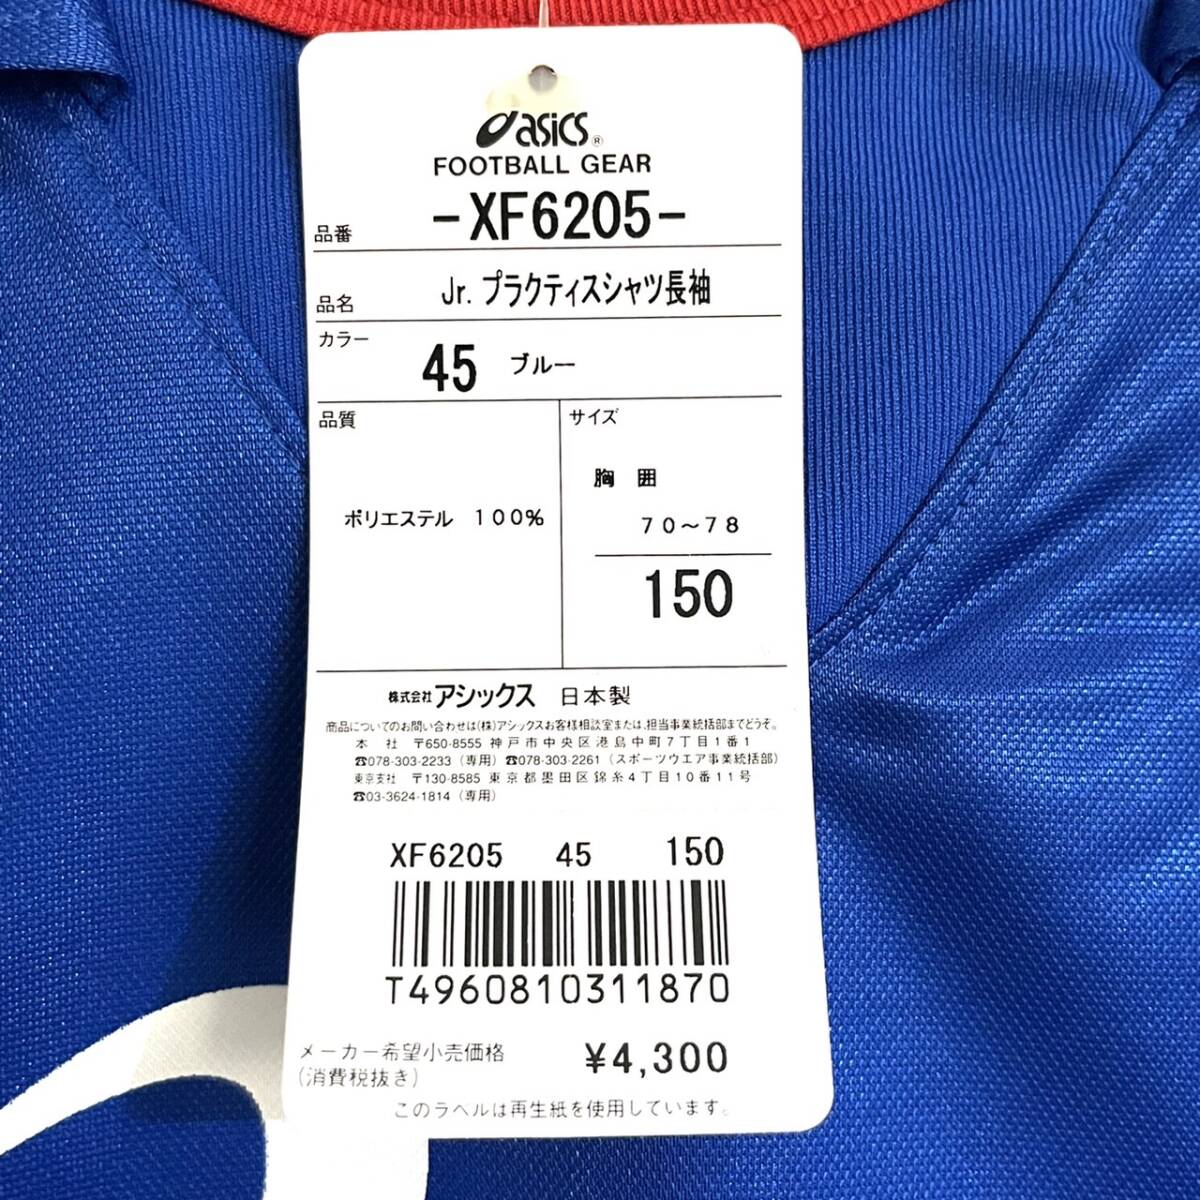 asics®
FOOTBALL GEAR
品番 -XF6205-
品名 Jr.プラクティスシャツ長袖
カラー
45 ブルー
品質
サイズ
胸 囲
ポリエステル 100%
70～78
150
株式会社アシックス 日本製
商品についてのお問い合わせは(株)アシックスお客様相談室または、担当事業統括部までどうぞ。
本 社 〒650-8555 神戸市中央区港島中町7丁目1番1
☎078-303-2233 (専用) ☎078-303-2261 (スポーツウエア事業統括部)
東京支社 〒130-8585 東京都墨田区錦糸4丁目10番11号
☎03-3624-1814 (専用)
XF6205 45 150
T4960810311870
メーカー希望小売価格
(消費税抜き) ¥4,300
このラベルは再生紙を使用しています。